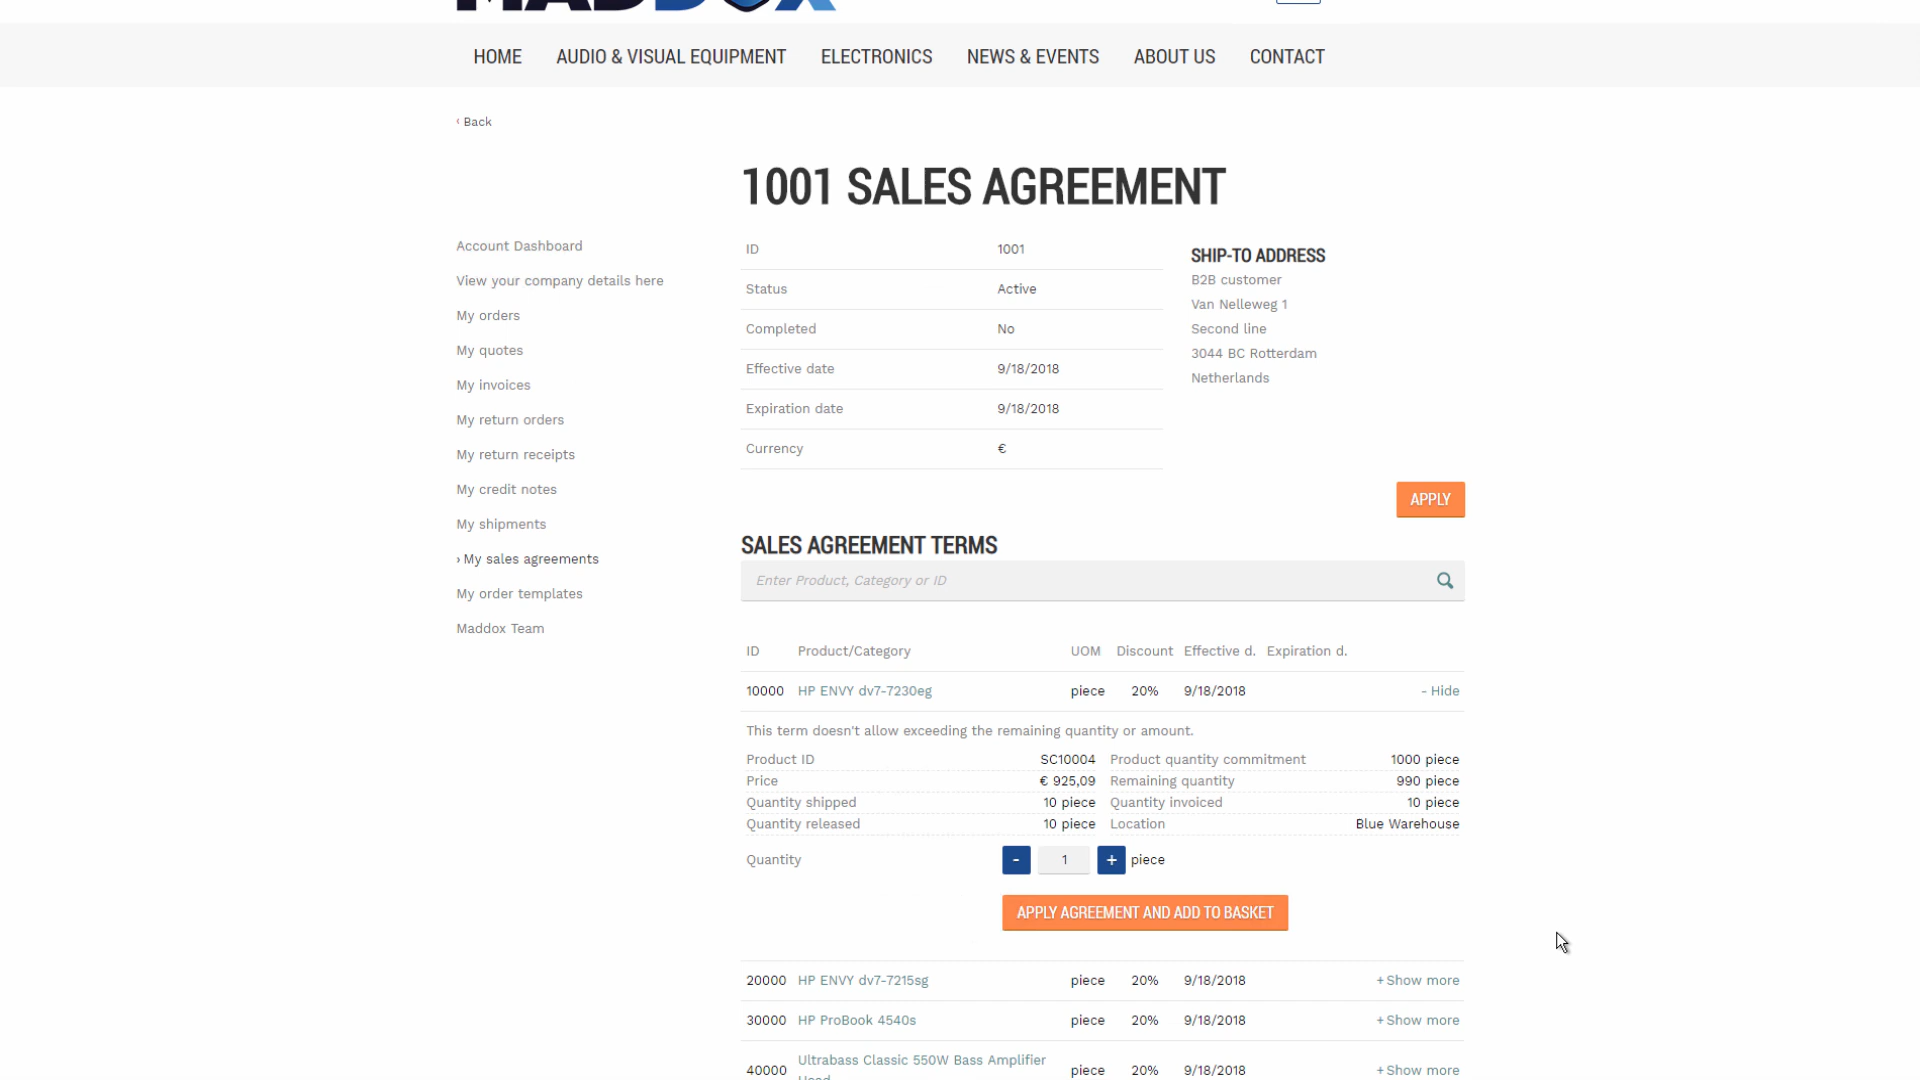 MADDOX
HOME AUDIO & VISUAL EQUIPMENT ELECTRONICS NEWS & EVENTS ABOUT US CONTACT
‹ Back
1001 SALES AGREEMENT
Account Dashboard
View your company details here
My orders
My quotes
My invoices
My return orders
My return receipts
My credit notes
My shipments
› My sales agreements
My order templates
Maddox Team
ID 1001
Status Active
Completed No
Effective date 9/18/2018
Expiration date 9/18/2018
Currency €
SHIP-TO ADDRESS
B2B customer
Van Nelleweg 1
Second line
3044 BC Rotterdam
Netherlands
APPLY
SALES AGREEMENT TERMS
Enter Product, Category or ID
ID Product/Category UOM Discount Effective d. Expiration d.
10000 HP ENVY dv7-7230eg piece 20% 9/18/2018 - Hide
This term doesn't allow exceeding the remaining quantity or amount.
Product ID SC10004 Product quantity commitment 1000 piece
Price € 925,09 Remaining quantity 990 piece
Quantity shipped 10 piece Quantity invoiced 10 piece
Quantity released 10 piece Location Blue Warehouse
Quantity - 1 + piece
APPLY AGREEMENT AND ADD TO BASKET
20000 HP ENVY dv7-7215sg piece 20% 9/18/2018 + Show more
30000 HP ProBook 4540s piece 20% 9/18/2018 + Show more
40000 Ultrabass Classic 550W Bass Amplifier piece 20% 9/18/2018 + Show more
Head